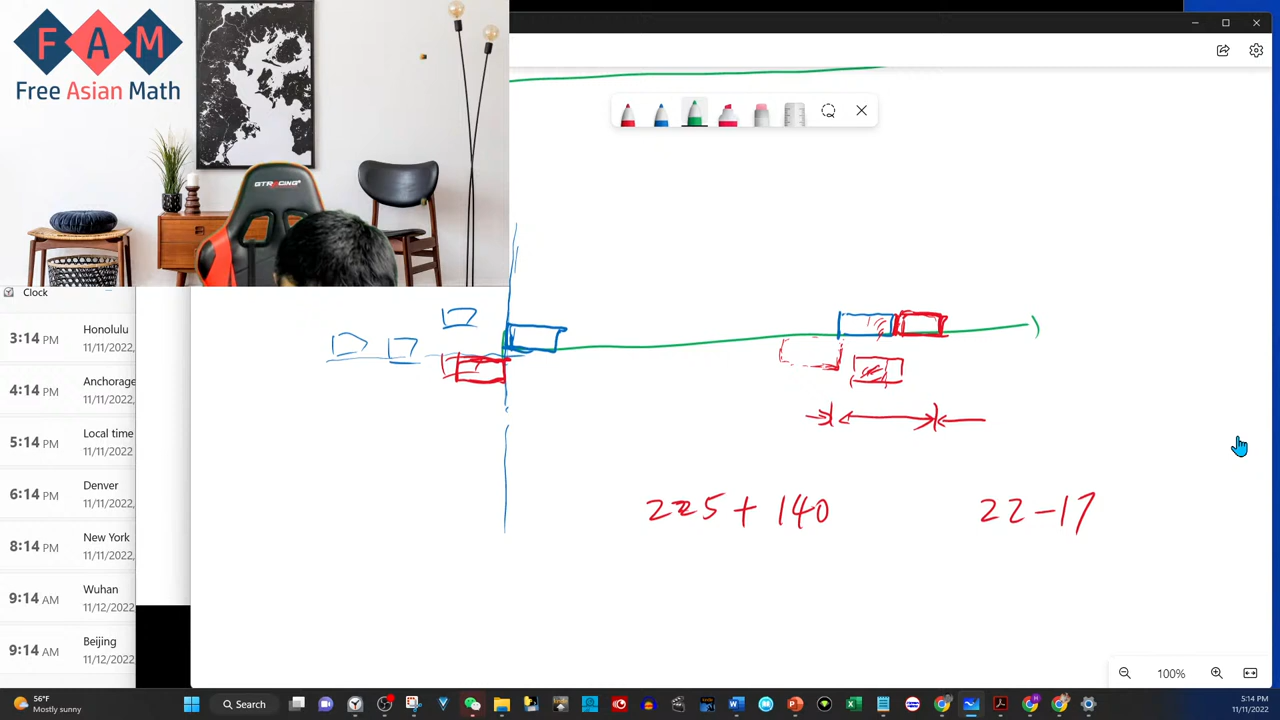 FAM
Free Asian Math
GTRACING
Clock
3:14 PM Honolulu
11/11/2022,
4:14 PM Anchorage
11/11/2022,
5:14 PM Local time
11/11/2022
6:14 PM Denver
11/11/2022,
8:14 PM New York
11/11/2022,
9:14 AM Wuhan
11/12/2022,
9:14 AM Beijing
11/12/2022,
225 + 140
22 - 17
100%
56°F
Mostly sunny
Search
5:14 PM
11/11/2022